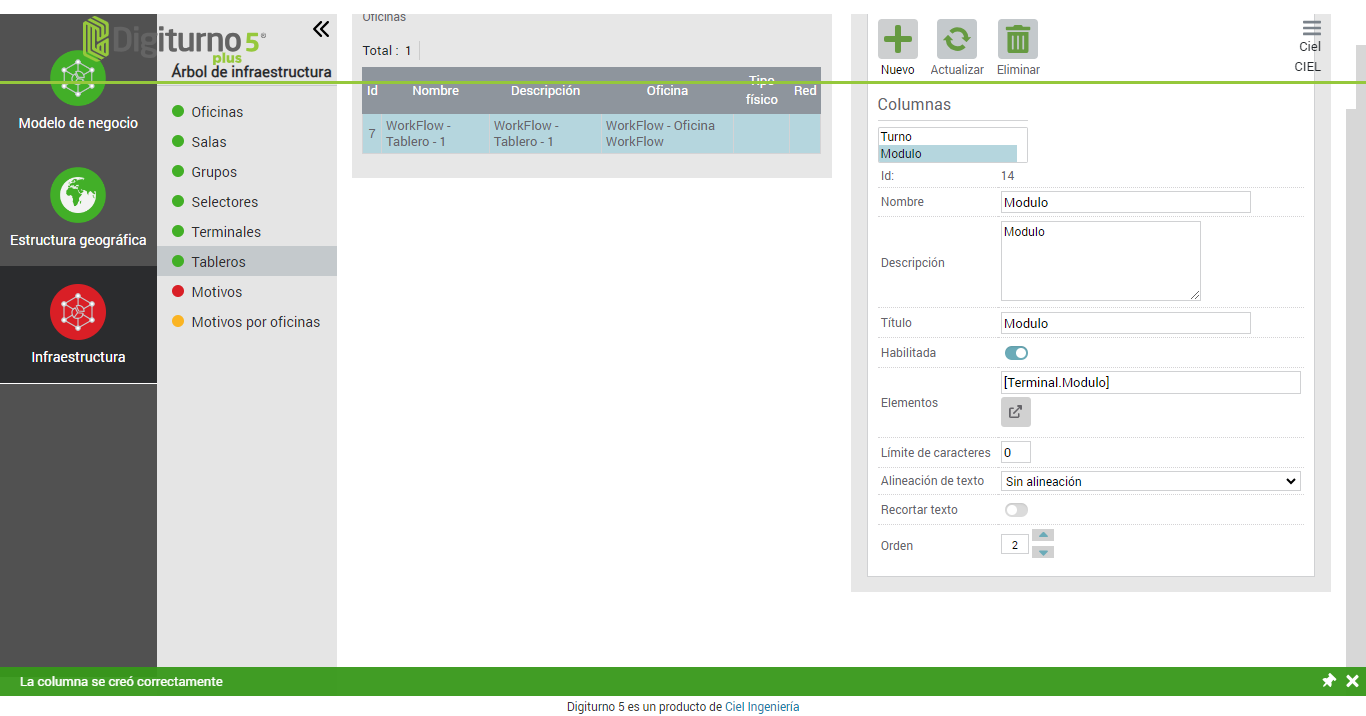 Digiturno 5®
plus
Modelo de negocio
Estructura geográfica
Infraestructura
Árbol de infraestructura
Oficinas
Salas
Grupos
Selectores
Terminales
Tableros
Motivos
Motivos por oficinas
Oficinas
Total : 1
Id Nombre Descripción Oficina Tipo físico Red
7 WorkFlow - Tablero - 1 WorkFlow - Tablero - 1 WorkFlow - Oficina WorkFlow
Nuevo Actualizar Eliminar
Ciel
CIEL
Columnas
Turno
Modulo
Id: 14
Nombre Modulo
Descripción Modulo
Título Modulo
Habilitada
Elementos [Terminal.Modulo]
Límite de caracteres 0
Alineación de texto Sin alineación
Recortar texto
Orden 2
La columna se creó correctamente
Digiturno 5 es un producto de Ciel Ingeniería